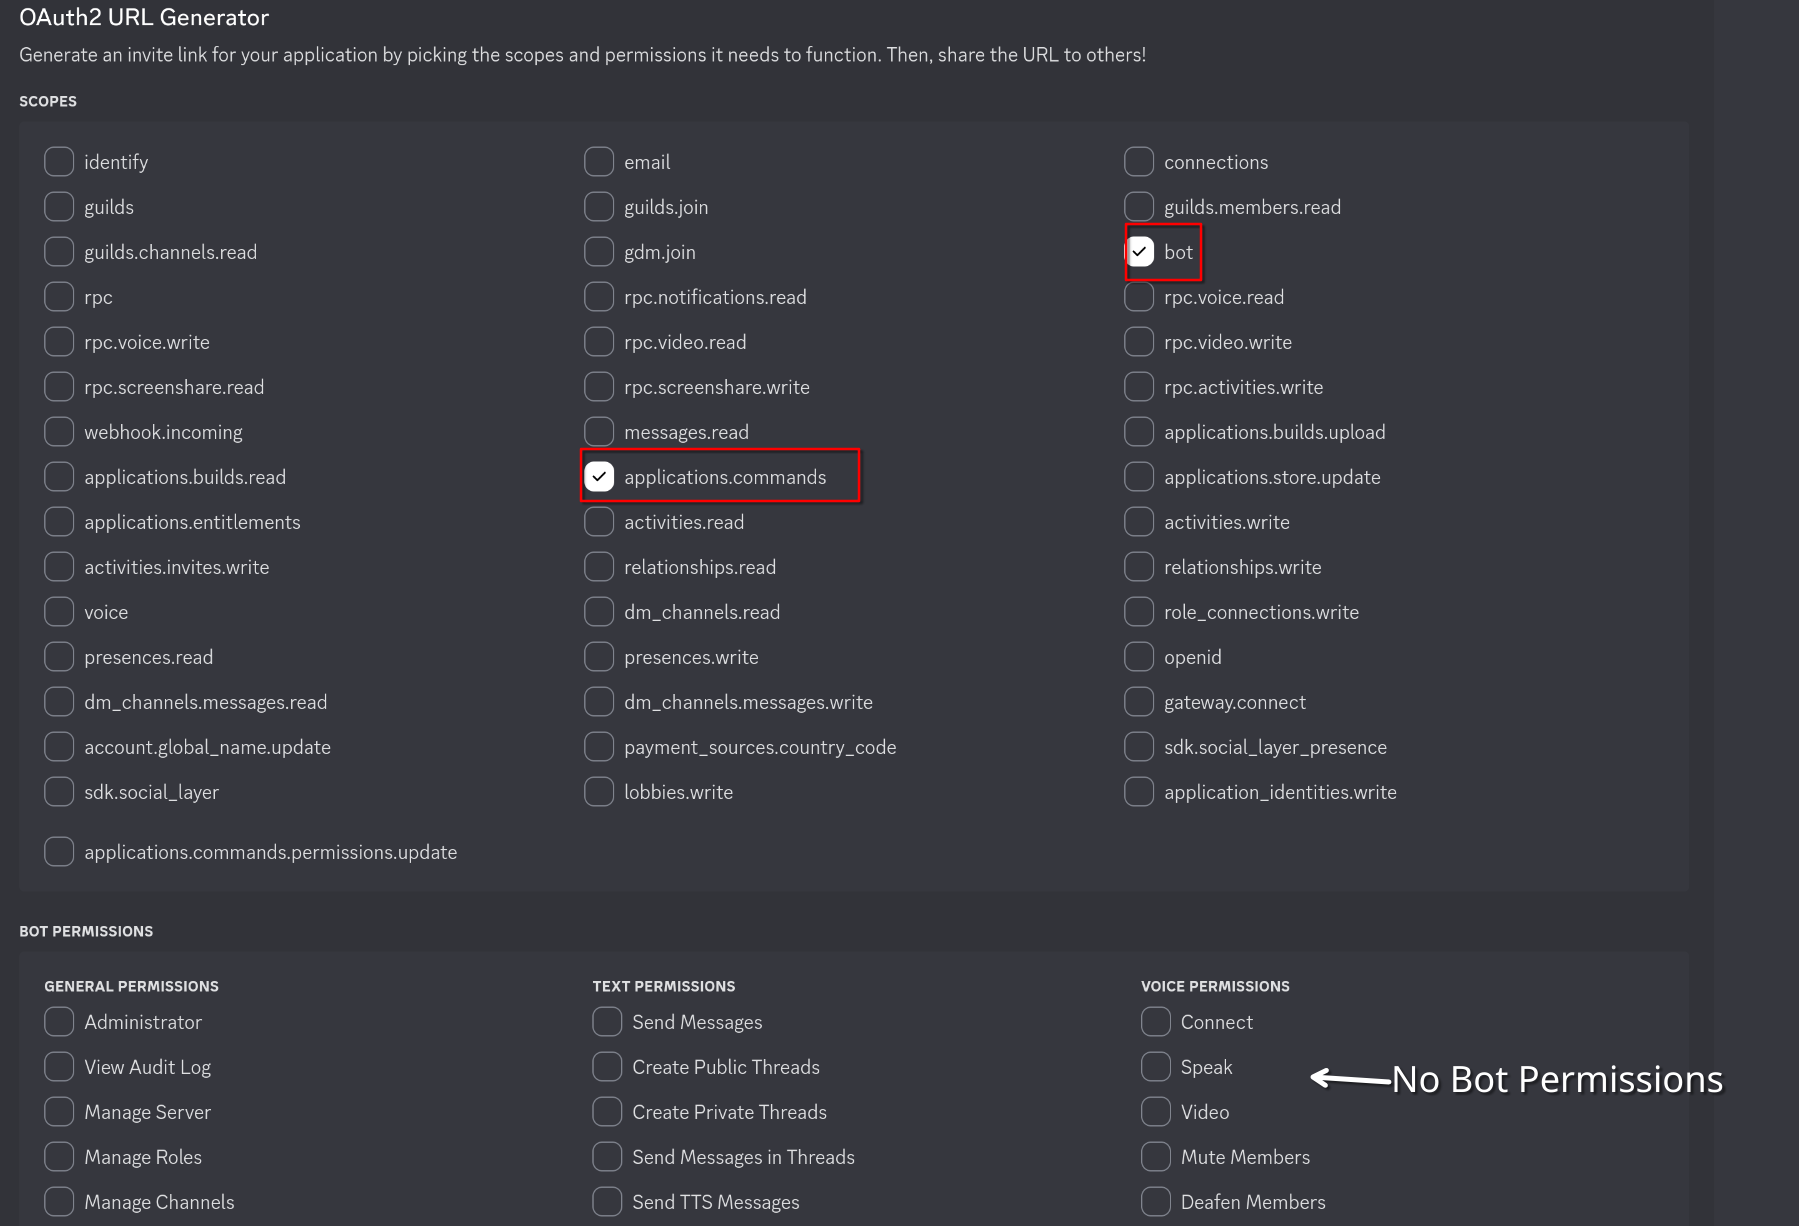 OAuth2 URL Generator
Generate an invite link for your application by picking the scopes and permissions it needs to function. Then, share the URL to others!
SCOPES
identify
email
connections
guilds
guilds.join
guilds.members.read
guilds.channels.read
gdm.join
bot
rpc
rpc.notifications.read
rpc.voice.read
rpc.voice.write
rpc.video.read
rpc.video.write
rpc.screenshare.read
rpc.screenshare.write
rpc.activities.write
webhook.incoming
messages.read
applications.builds.upload
applications.builds.read
applications.commands
applications.store.update
applications.entitlements
activities.read
activities.write
activities.invites.write
relationships.read
relationships.write
voice
dm_channels.read
role_connections.write
presences.read
presences.write
openid
dm_channels.messages.read
dm_channels.messages.write
gateway.connect
account.global_name.update
payment_sources.country_code
sdk.social_layer_presence
sdk.social_layer
lobbies.write
application_identities.write
applications.commands.permissions.update
BOT PERMISSIONS
GENERAL PERMISSIONS
Administrator
View Audit Log
Manage Server
Manage Roles
Manage Channels
TEXT PERMISSIONS
Send Messages
Create Public Threads
Create Private Threads
Send Messages in Threads
Send TTS Messages
VOICE PERMISSIONS
Connect
Speak
Video
Mute Members
Deafen Members
No Bot Permissions